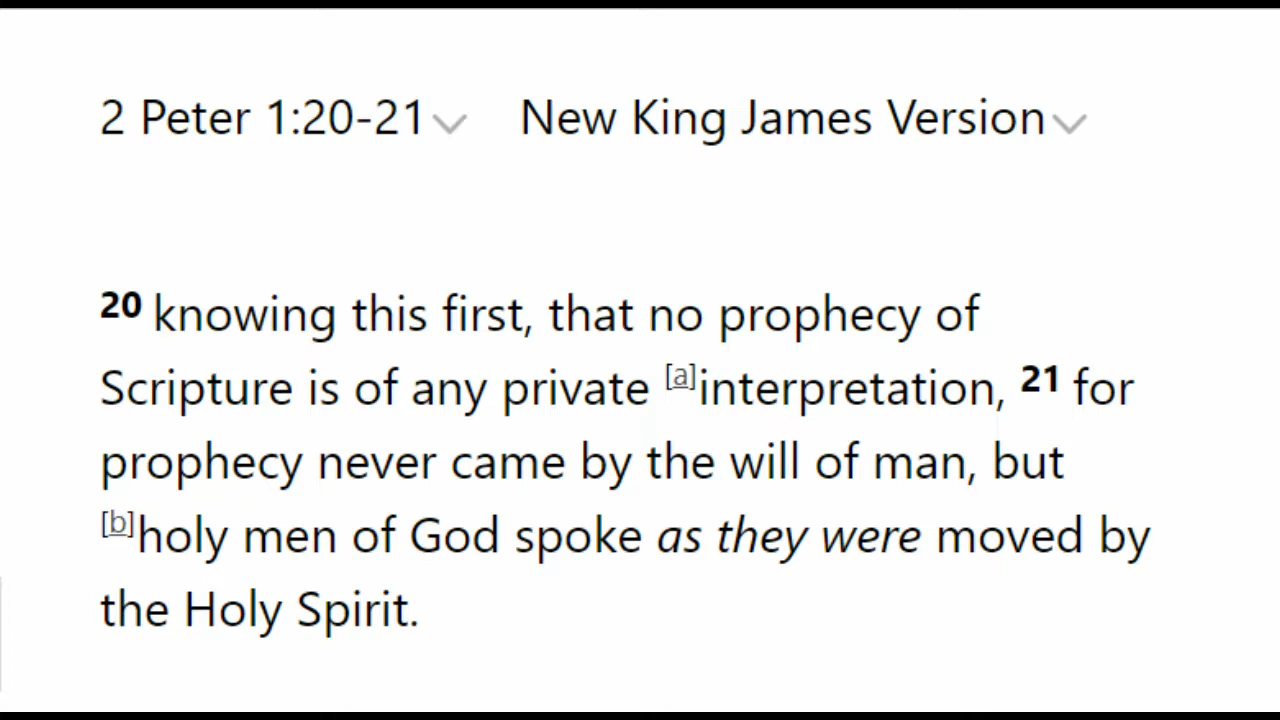 2 Peter 1:20-21 New King James Version
20 knowing this first, that no prophecy of
Scripture is of any private [a]interpretation, 21 for
prophecy never came by the will of man, but
[b]holy men of God spoke as they were moved by
the Holy Spirit.